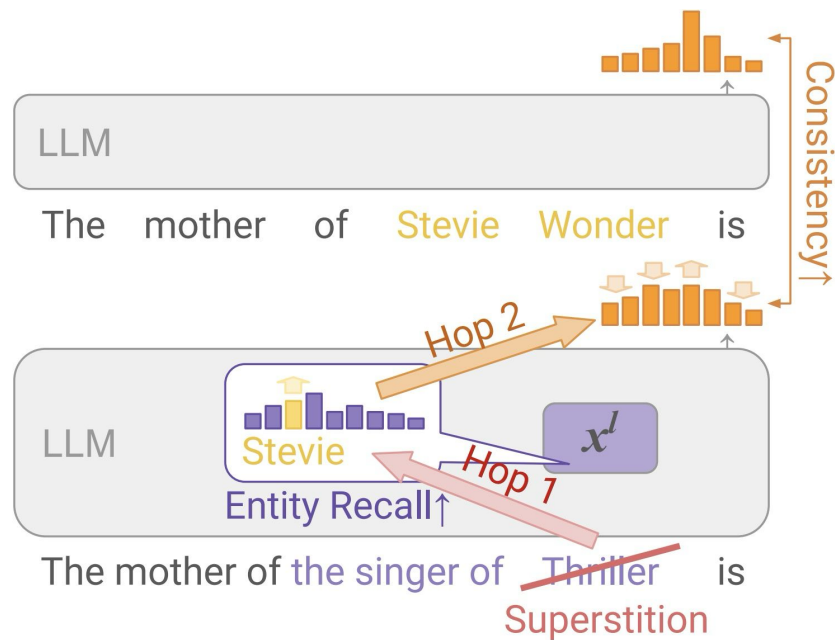 LLM
The mother of Stevie Wonder is
Consistency↑
Hop 2
LLM
Stevie
xˡ
Hop 1
Entity Recall↑
The mother of the singer of Thriller is
Superstition